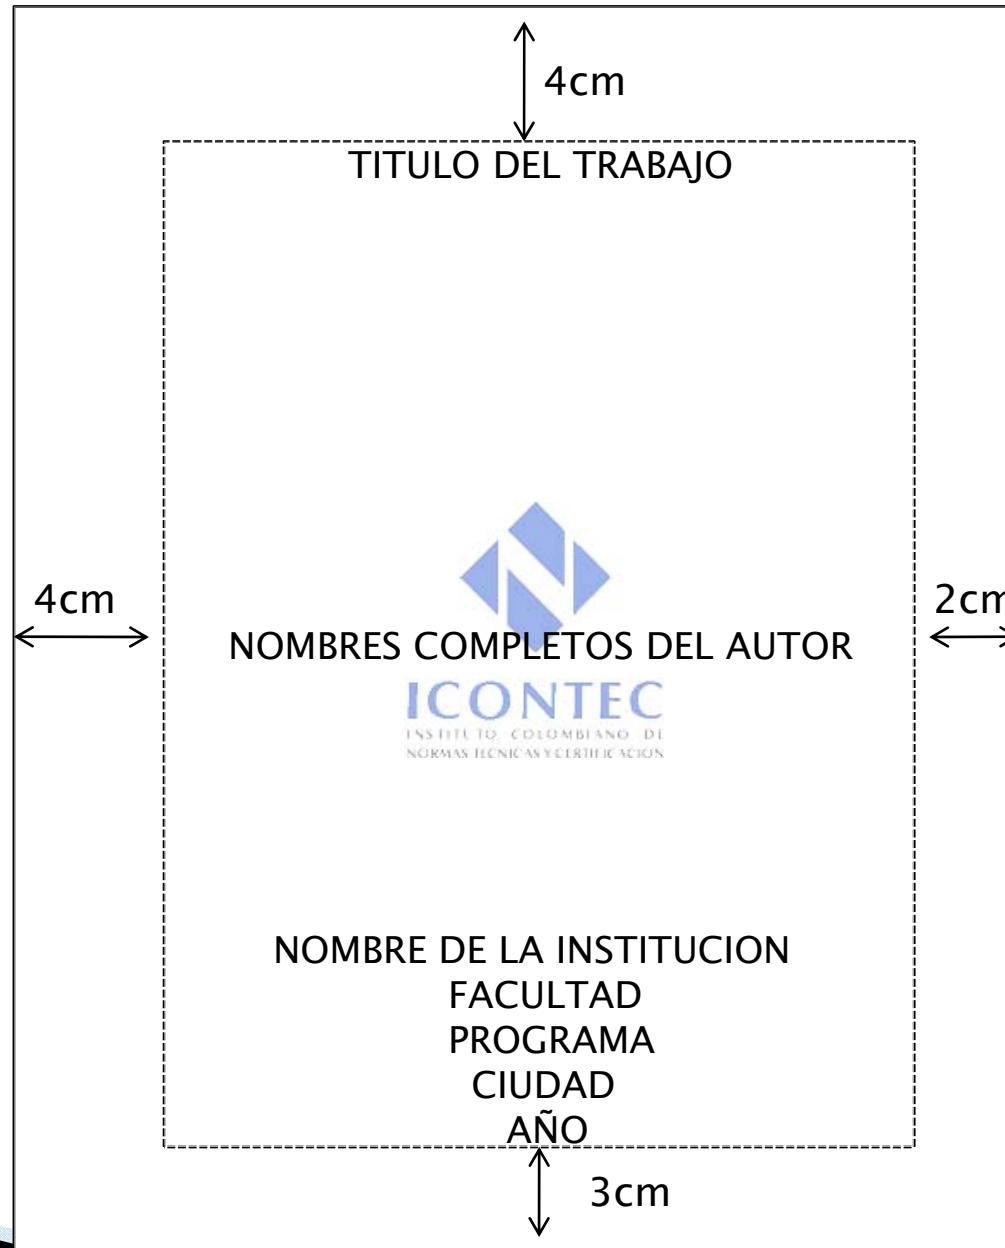 4cm
TITULO DEL TRABAJO
4cm
2cm
NOMBRES COMPLETOS DEL AUTOR
ICONTEC
INSTITUTO COLOMBIANO DE
NORMAS TECNICAS Y CERTIFICACION
NOMBRE DE LA INSTITUCION
FACULTAD
PROGRAMA
CIUDAD
AÑO
3cm